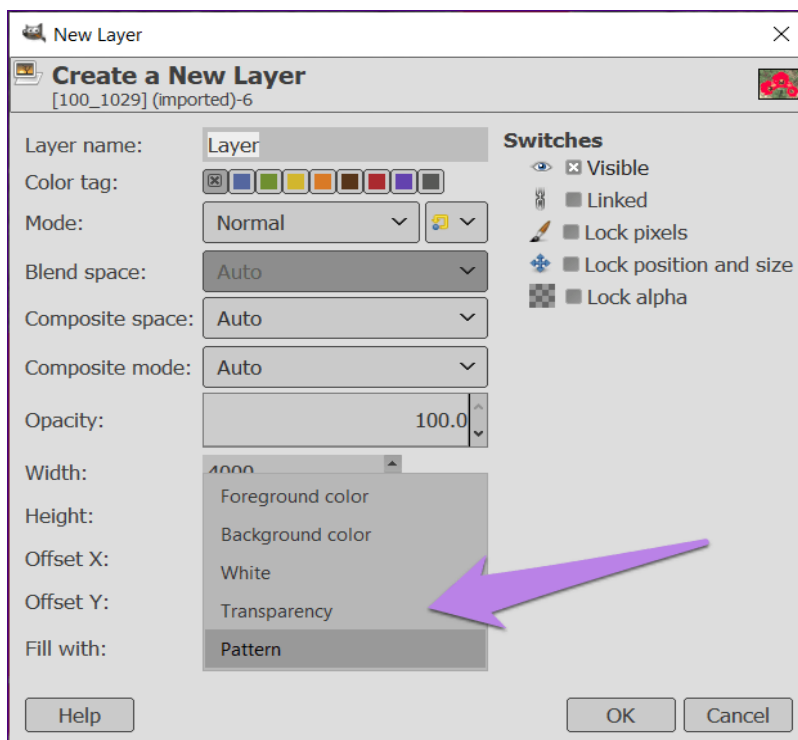 New Layer
Create a New Layer
[100_1029] (imported)-6
Layer name: Layer
Color tag:
Mode: Normal
Blend space: Auto
Composite space: Auto
Composite mode: Auto
Opacity: 100.0
Width: 4000
Height:
Offset X:
Offset Y:
Fill with:
Foreground color
Background color
White
Transparency
Pattern
Switches
Visible
Linked
Lock pixels
Lock position and size
Lock alpha
Help OK Cancel